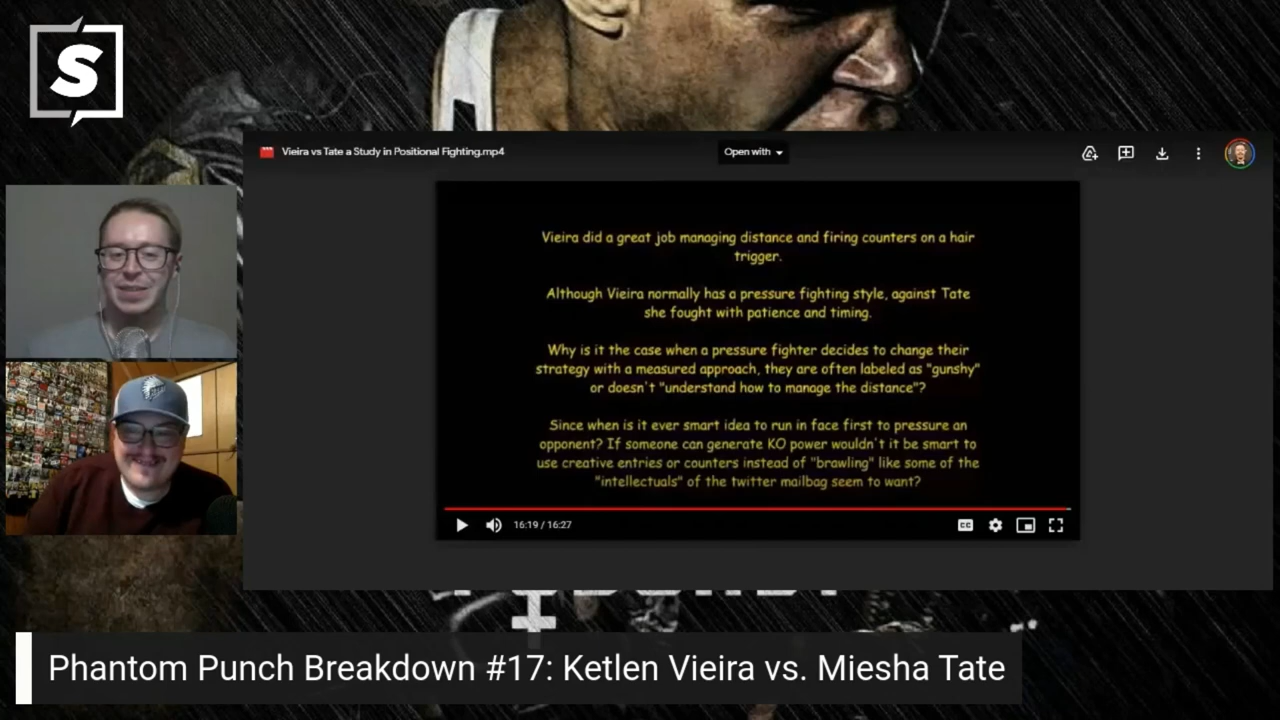 S
Vieira vs Tate a Study in Positional Fighting.mp4
Open with
Vieira did a great job managing distance and firing counters on a hair
trigger.
Although Vieira normally has a pressure fighting style, against Tate
she fought with patience and timing.
Why is it the case when a pressure fighter decides to change their
strategy with a measured approach, they are often labeled as "gunshy"
or doesn't "understand how to manage the distance"?
Since when is it ever smart idea to run in face first to pressure an
opponent? If someone can generate KO power wouldn't it be smart to
use creative entries or counters instead of "brawling" like some of the
"intellectuals" of the twitter mailbag seem to want?
16:19 / 16:27
CC
Phantom Punch Breakdown #17: Ketlen Vieira vs. Miesha Tate